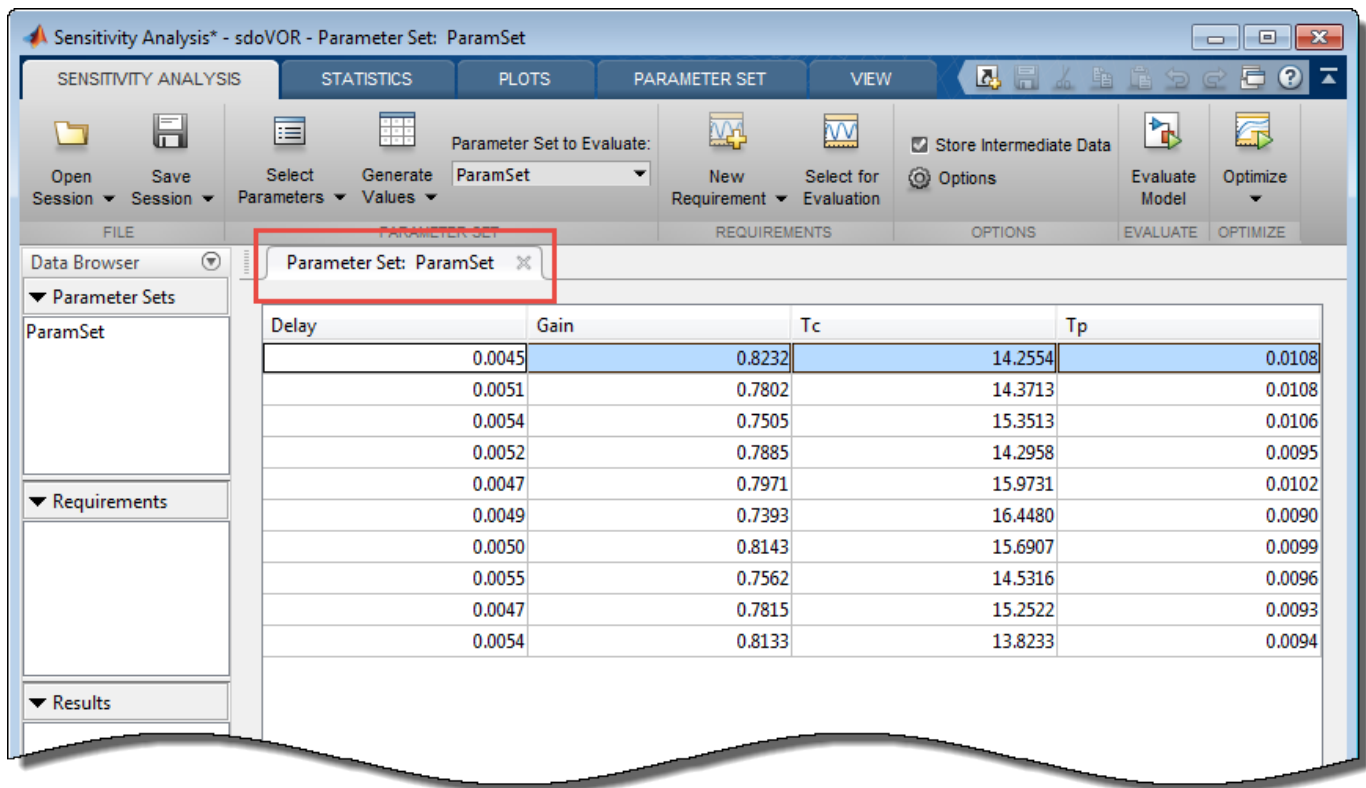 Sensitivity Analysis* - sdoVOR - Parameter Set: ParamSet
SENSITIVITY ANALYSIS STATISTICS PLOTS PARAMETER SET VIEW
Open Session
Save Session
Select Parameters
Generate Values
Parameter Set to Evaluate:
ParamSet
New Requirement
Select for Evaluation
Store Intermediate Data
Options
Evaluate Model
Optimize
FILE PARAMETER SET REQUIREMENTS OPTIONS EVALUATE OPTIMIZE
Data Browser
Parameter Set: ParamSet
Parameter Sets
ParamSet
Requirements
Results
Delay Gain Tc Tp
0.0045 0.8232 14.2554 0.0108
0.0051 0.7802 14.3713 0.0108
0.0054 0.7505 15.3513 0.0106
0.0052 0.7885 14.2958 0.0095
0.0047 0.7971 15.9731 0.0102
0.0049 0.7393 16.4480 0.0090
0.0050 0.8143 15.6907 0.0099
0.0055 0.7562 14.5316 0.0096
0.0047 0.7815 15.2522 0.0093
0.0054 0.8133 13.8233 0.0094